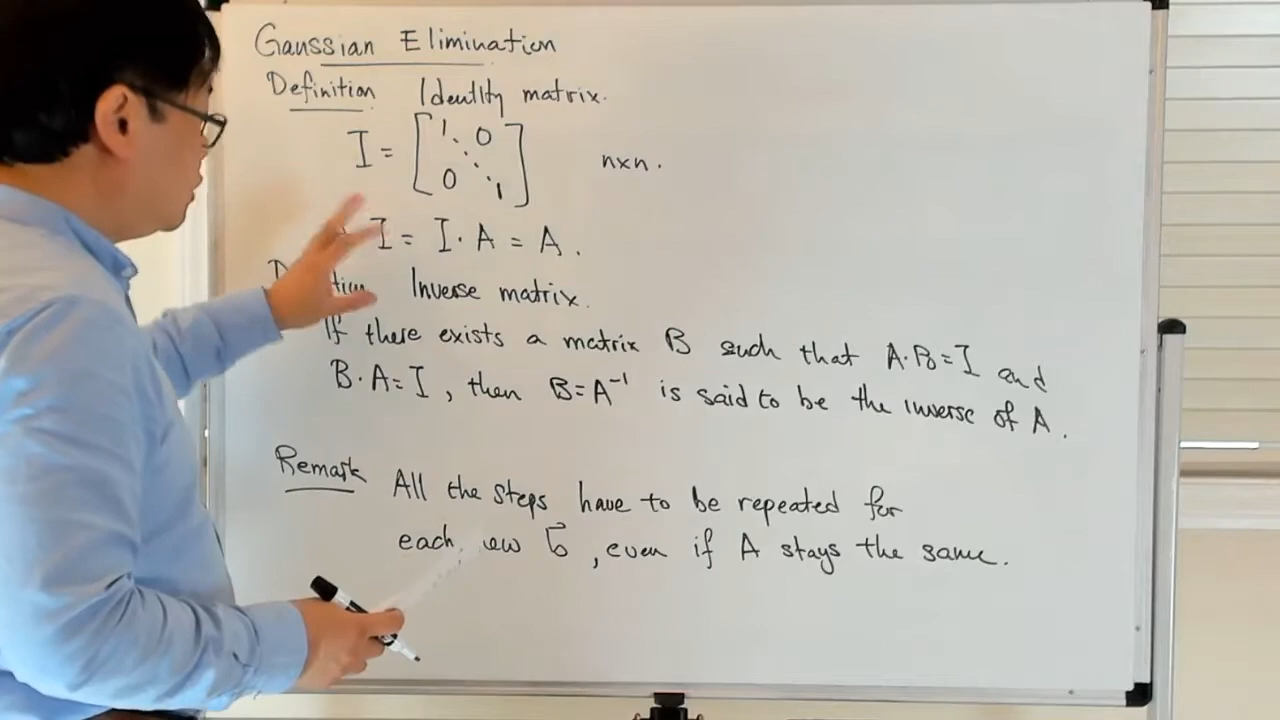 Gaussian Elimination
Definition Identity matrix.
I = [1 ⋱ 0 0 1] n×n.
I = I · A = A.
Inverse matrix.
If there exists a matrix B such that A·B=I and
B·A=I, then B=A⁻¹ is said to be the inverse of A.
Remark All the steps have to be repeated for
each b⃗, even if A stays the same.